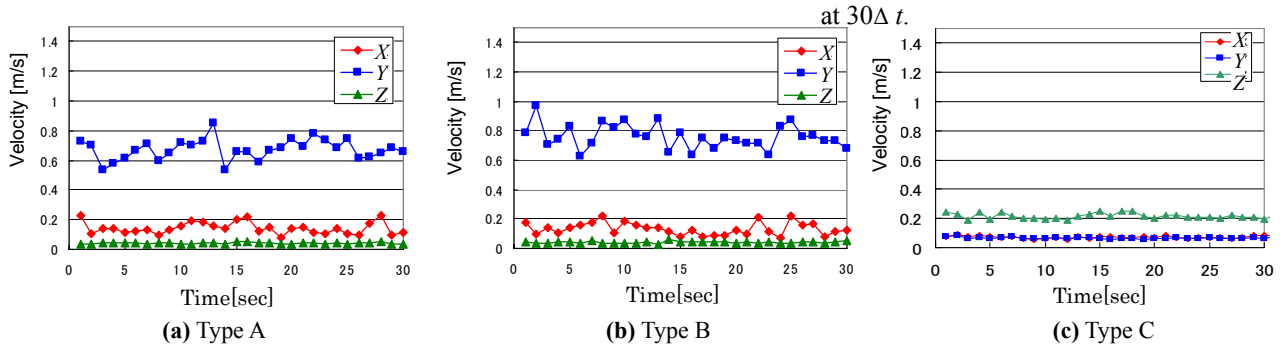 at 30Δ t.
Velocity [m/s]
1.4
1.2
1
0.8
0.6
0.4
0.2
0
0 5 10 15 20 25 30
Time[sec]
X
Y
Z
(a) Type A
Velocity [m/s]
1.4
1.2
1
0.8
0.6
0.4
0.2
0
0 5 10 15 20 25 30
Time[sec]
X
Y
Z
(b) Type B
Velocity [m/s]
1.4
1.2
1
0.8
0.6
0.4
0.2
0
0 5 10 15 20 25 30
Time[sec]
X
Y
Z
(c) Type C